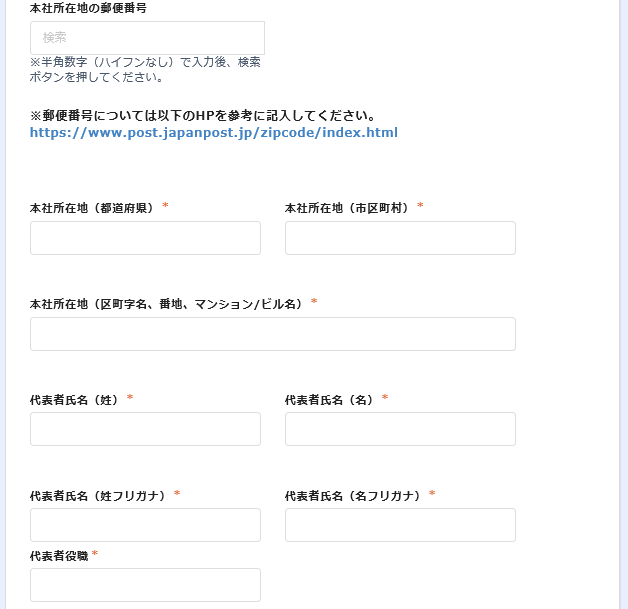 本社所在地の郵便番号
検索
※半角数字（ハイフンなし）で入力後、検索
ボタンを押してください。
※郵便番号については以下のHPを参考に記入してください。
https://www.post.japanpost.jp/zipcode/index.html
本社所在地（都道府県） * 本社所在地（市区町村） *
本社所在地（区町字名、番地、マンション/ビル名） *
代表者氏名（姓） * 代表者氏名（名） *
代表者氏名（姓フリガナ） * 代表者氏名（名フリガナ） *
代表者役職 *